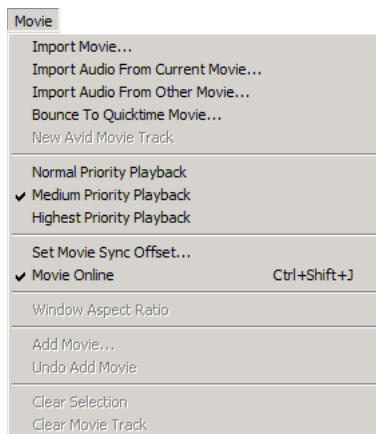 Movie
Import Movie...
Import Audio From Current Movie...
Import Audio From Other Movie...
Bounce To Quicktime Movie...
New Avid Movie Track
Normal Priority Playback
Medium Priority Playback
Highest Priority Playback
Set Movie Sync Offset...
Movie Online Ctrl+Shift+J
Window Aspect Ratio
Add Movie...
Undo Add Movie
Clear Selection
Clear Movie Track